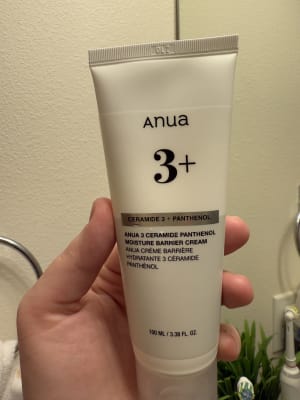 Anua
3+
CERAMIDE 3 + PANTHENOL
ANUA 3 CERAMIDE PANTHENOL
MOISTURE BARRIER CREAM
ANUA CRÈME BARRIÈRE
HYDRATANTE 3 CÉRAMIDE
PANTHÉNOL
100 ML / 3.38 FL. OZ.